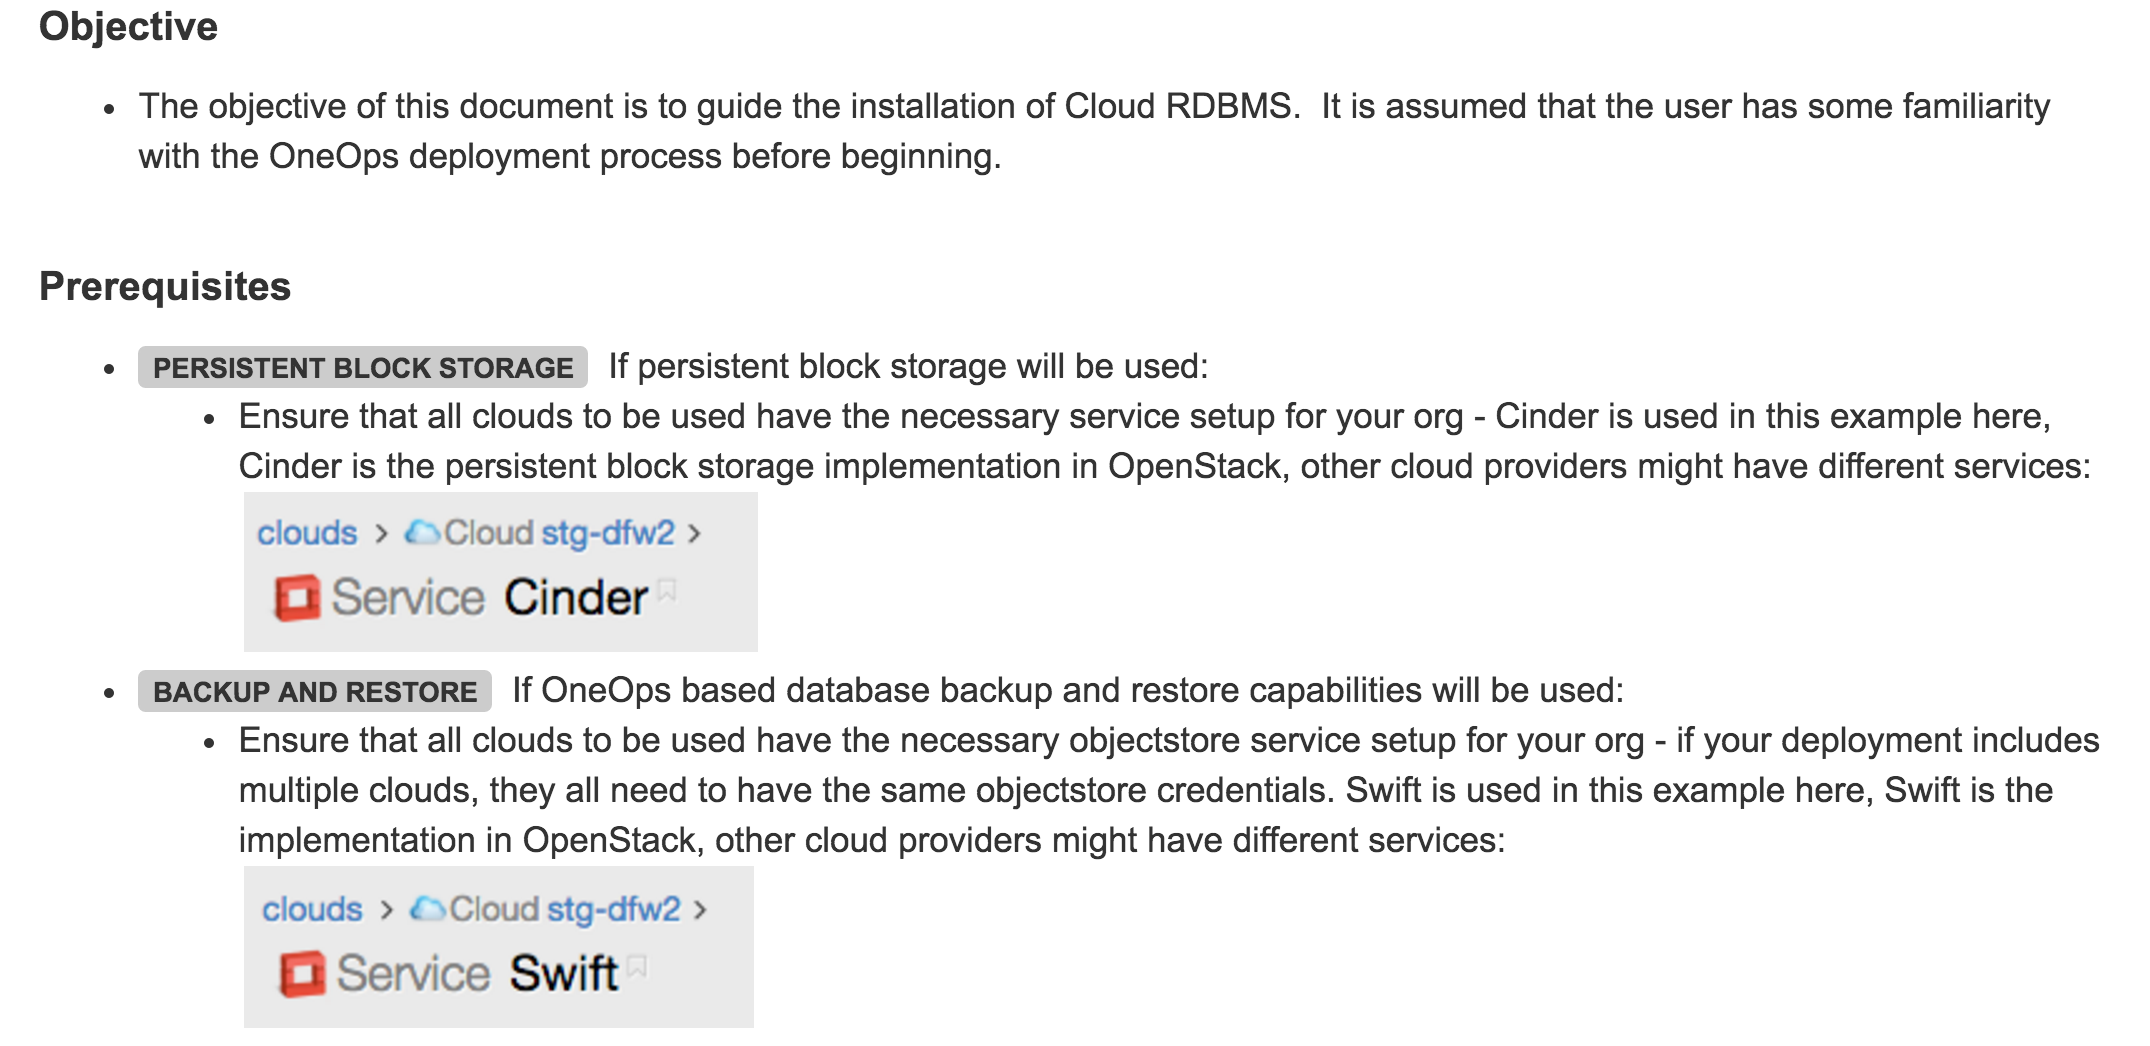 Objective
The objective of this document is to guide the installation of Cloud RDBMS.  It is assumed that the user has some familiarity
with the OneOps deployment process before beginning.
Prerequisites
PERSISTENT BLOCK STORAGE If persistent block storage will be used:
Ensure that all clouds to be used have the necessary service setup for your org - Cinder is used in this example here,
Cinder is the persistent block storage implementation in OpenStack, other cloud providers might have different services:
clouds > Cloud stg-dfw2 >
Service Cinder
BACKUP AND RESTORE If OneOps based database backup and restore capabilities will be used:
Ensure that all clouds to be used have the necessary objectstore service setup for your org - if your deployment includes
multiple clouds, they all need to have the same objectstore credentials. Swift is used in this example here, Swift is the
implementation in OpenStack, other cloud providers might have different services:
clouds > Cloud stg-dfw2 >
Service Swift